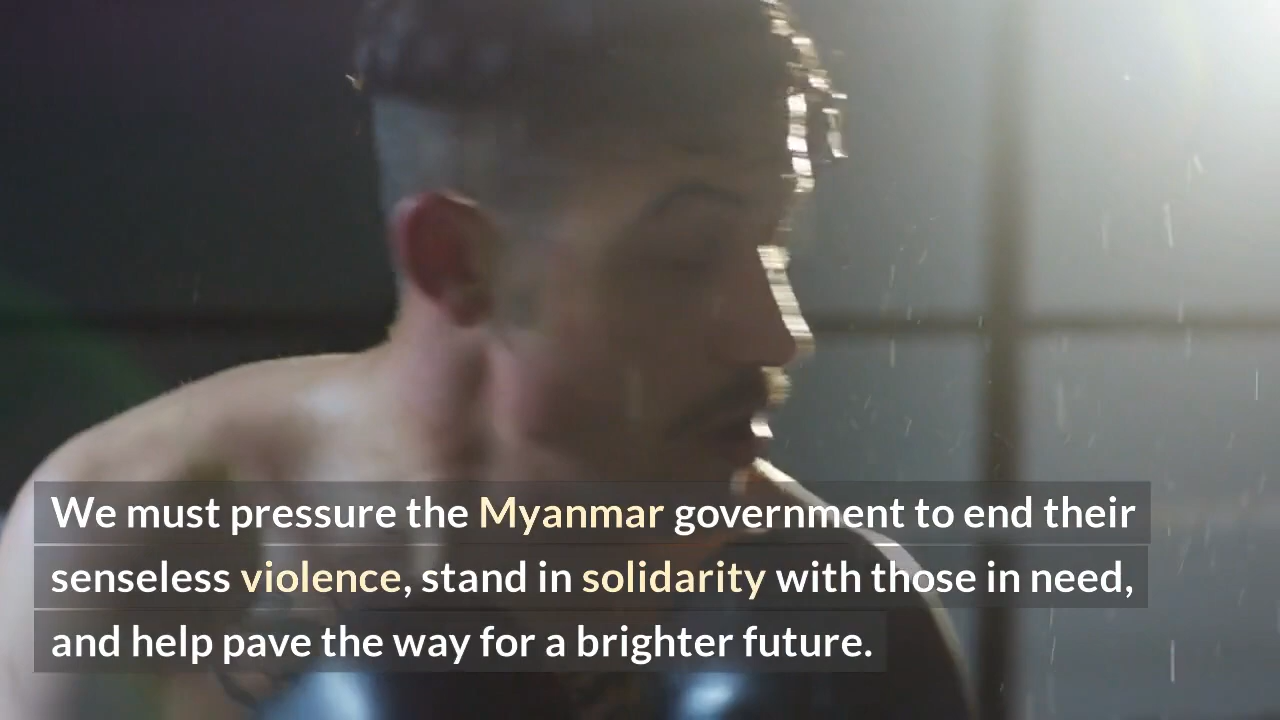 We must pressure the Myanmar government to end their
senseless violence, stand in solidarity with those in need,
and help pave the way for a brighter future.